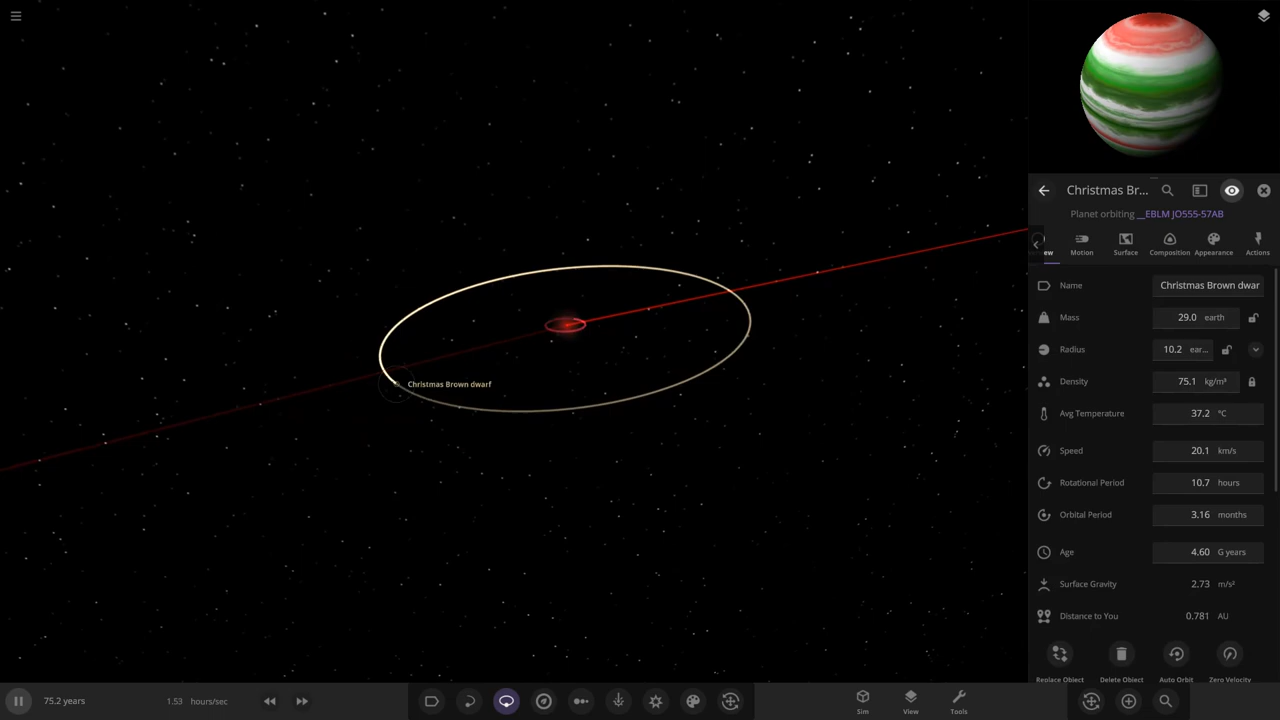 Christmas Br...
Planet orbiting __EBLM JO555-57AB
Motion
Surface
Composition
Appearance
Actions
Name
Christmas Brown dwar
Mass
29.0 earth
Radius
10.2 ear...
Density
75.1 kg/m³
Avg Temperature
37.2 °C
Speed
20.1 km/s
Rotational Period
10.7 hours
Orbital Period
3.16 months
Age
4.60 G years
Surface Gravity
2.73 m/s²
Distance to You
0.781 AU
Replace Object
Delete Object
Auto Orbit
Zero Velocity
Christmas Brown dwarf
75.2 years
1.53 hours/sec
Sim
View
Tools